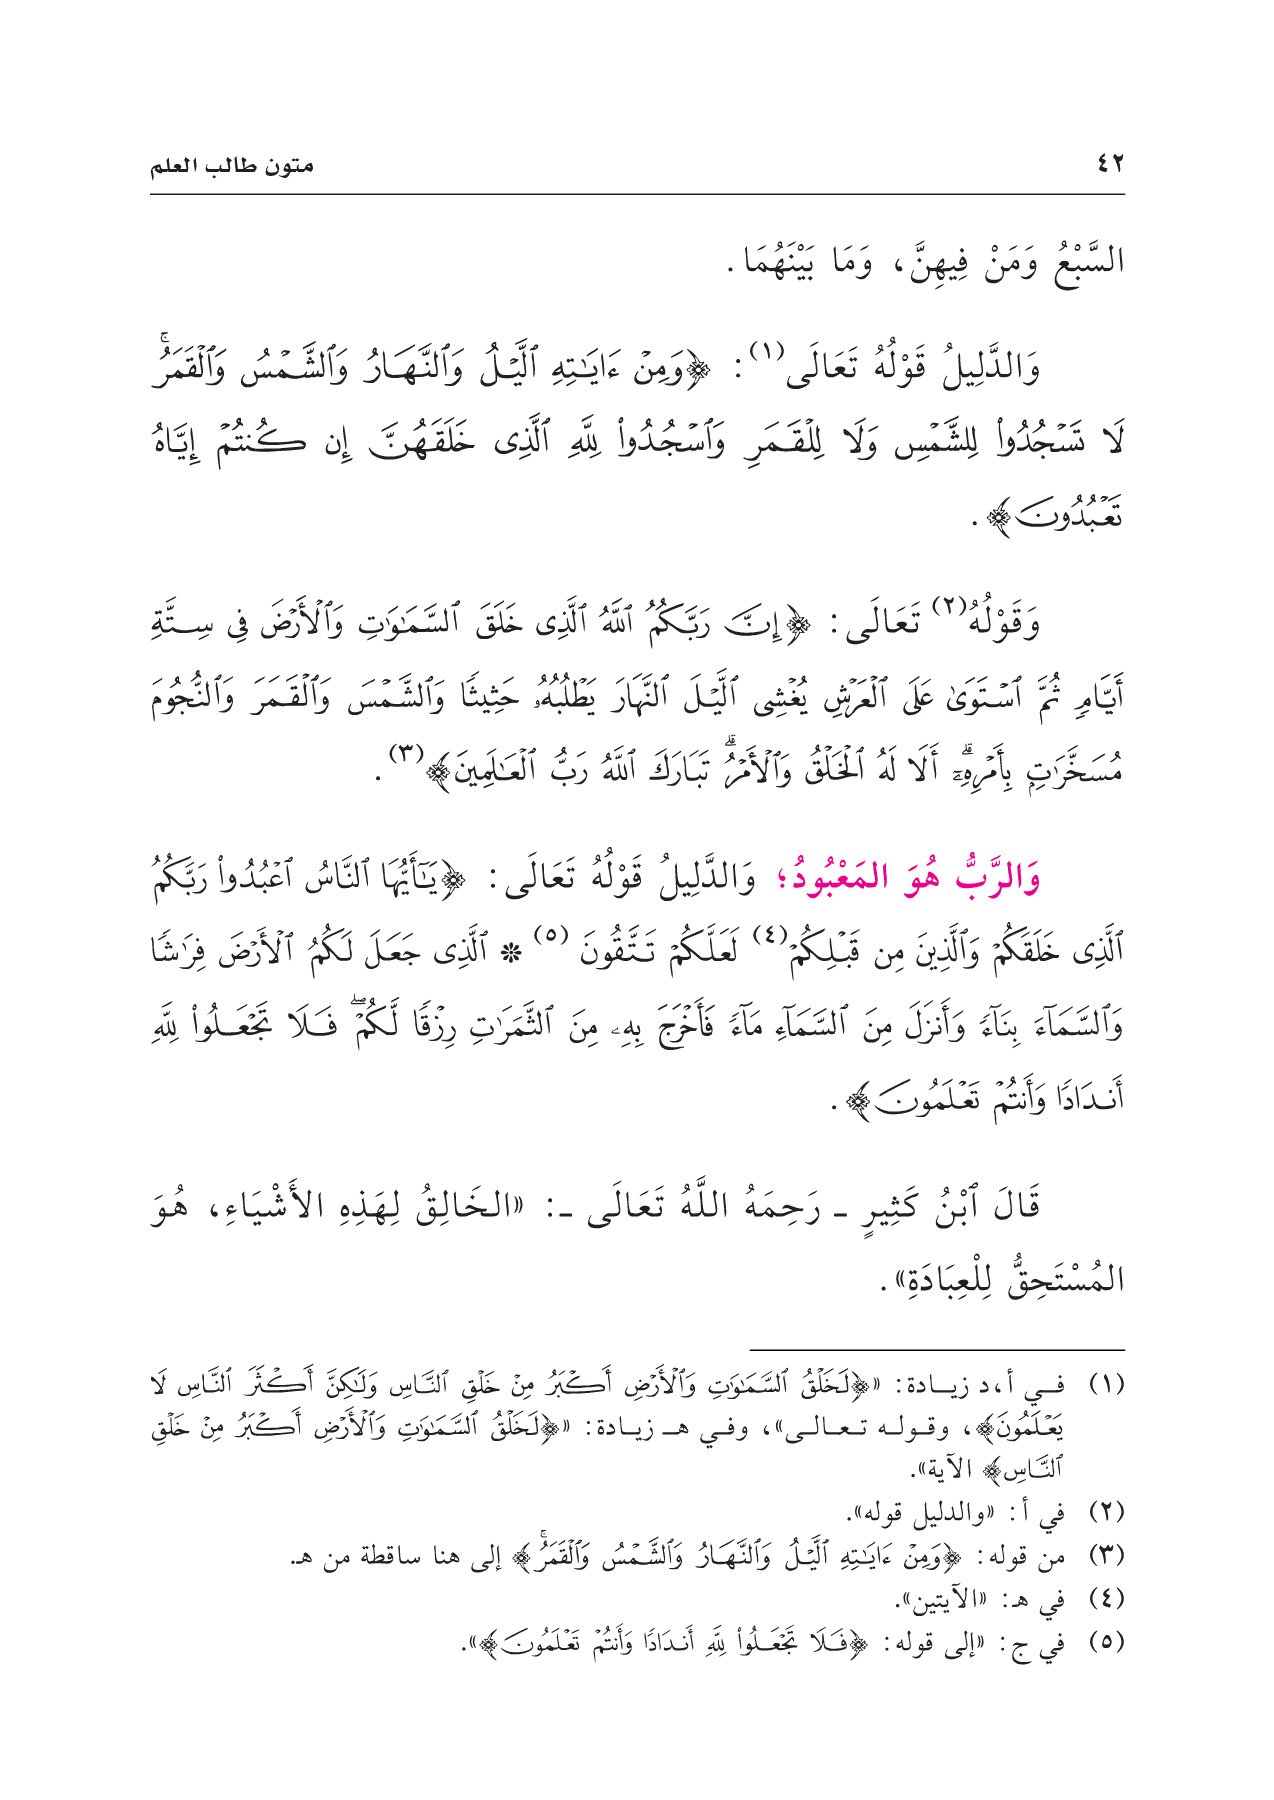 ٤٢
متون طالب العلم
السَّبْعُ وَمَنْ فِيهِنَّ، وَمَا بَيْنَهُمَا.
وَالدَّلِيلُ قَوْلُهُ تَعَالَى(١): ﴿وَمِنْ ءَايَٰتِهِ ٱلَّيْلُ وَٱلنَّهَارُ وَٱلشَّمْسُ وَٱلْقَمَرُۚ
لَا تَسْجُدُوا۟ لِلشَّمْسِ وَلَا لِلْقَمَرِ وَٱسْجُدُوا۟ لِلَّهِ ٱلَّذِى خَلَقَهُنَّ إِن كُنتُمْ إِيَّاهُ
تَعْبُدُونَ﴾.
وَقَوْلُهُ(٢) تَعَالَى: ﴿إِنَّ رَبَّكُمُ ٱللَّهُ ٱلَّذِى خَلَقَ ٱلسَّمَٰوَٰتِ وَٱلْأَرْضَ فِى سِتَّةِ
أَيَّامٍ ثُمَّ ٱسْتَوَىٰ عَلَى ٱلْعَرْشِ يُغْشِى ٱلَّيْلَ ٱلنَّهَارَ يَطْلُبُهُۥ حَثِيثًا وَٱلشَّمْسَ وَٱلْقَمَرَ وَٱلنُّجُومَ
مُسَخَّرَٰتٍۭ بِأَمْرِهِۦٓۗ أَلَا لَهُ ٱلْخَلْقُ وَٱلْأَمْرُۗ تَبَارَكَ ٱللَّهُ رَبُّ ٱلْعَٰلَمِينَ﴾(٣).
وَالرَّبُّ هُوَ المَعْبُودُ؛ وَالدَّلِيلُ قَوْلُهُ تَعَالَى: ﴿يَٰٓأَيُّهَا ٱلنَّاسُ ٱعْبُدُوا۟ رَبَّكُمُ
ٱلَّذِى خَلَقَكُمْ وَٱلَّذِينَ مِن قَبْلِكُمْ(٤) لَعَلَّكُمْ تَتَّقُونَ(٥) * ٱلَّذِى جَعَلَ لَكُمُ ٱلْأَرْضَ فِرَٰشًا
وَٱلسَّمَآءَ بِنَآءً وَأَنزَلَ مِنَ ٱلسَّمَآءِ مَآءً فَأَخْرَجَ بِهِۦ مِنَ ٱلثَّمَرَٰتِ رِزْقًا لَّكُمْۖ فَلَا تَجْعَلُوا۟ لِلَّهِ
أَندَادًا وَأَنتُمْ تَعْلَمُونَ﴾.
قَالَ ٱبْنُ كَثِيرٍ ـ رَحِمَهُ اللَّهُ تَعَالَى ـ: «الخَالِقُ لِهَذِهِ الأَشْيَاءِ، هُوَ
المُسْتَحِقُّ لِلْعِبَادَةِ».
(١) في أ، د زيادة: «﴿لَخَلْقُ ٱلسَّمَٰوَٰتِ وَٱلْأَرْضِ أَكْبَرُ مِنْ خَلْقِ ٱلنَّاسِ وَلَٰكِنَّ أَكْثَرَ ٱلنَّاسِ لَا
يَعْلَمُونَ﴾، وقوله تعالى»، وفي هـ زيادة: «﴿لَخَلْقُ ٱلسَّمَٰوَٰتِ وَٱلْأَرْضِ أَكْبَرُ مِنْ خَلْقِ
ٱلنَّاسِ﴾ الآية».
(٢) في أ: «والدليل قوله».
(٣) من قوله: ﴿وَمِنْ ءَايَٰتِهِ ٱلَّيْلُ وَٱلنَّهَارُ وَٱلشَّمْسُ وَٱلْقَمَرُۚ﴾ إلى هنا ساقطة من هـ.
(٤) في هـ: «الآيتين».
(٥) في ج: «إلى قوله: ﴿فَلَا تَجْعَلُوا۟ لِلَّهِ أَندَادًا وَأَنتُمْ تَعْلَمُونَ﴾».